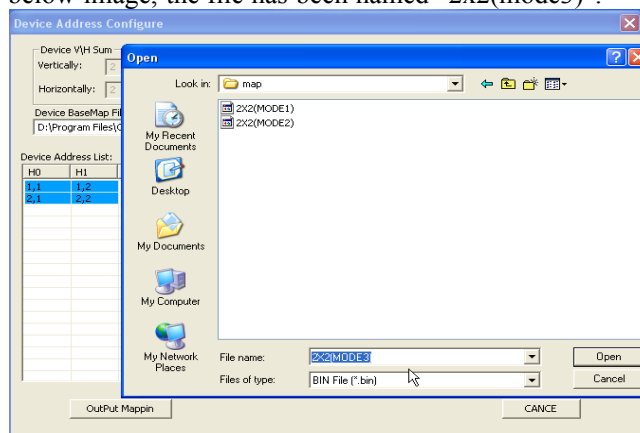 below image, the file has been named "2x2(mode3)".
Device Address Configure
Device V\H Sum
Vertically: 2
Horizontally: 2
Device BaseMap Fil
D:\Program Files\C
Device Address List:
H0 H1
1,1 1,2
2,1 2,2
OutPut Mappin
CANCE
Open
Look in: map
My Recent Documents
Desktop
My Documents
My Computer
My Network Places
2X2(MODE1)
2X2(MODE2)
File name: 2X2(MODE3)
Files of type: BIN File (*.bin)
Open
Cancel